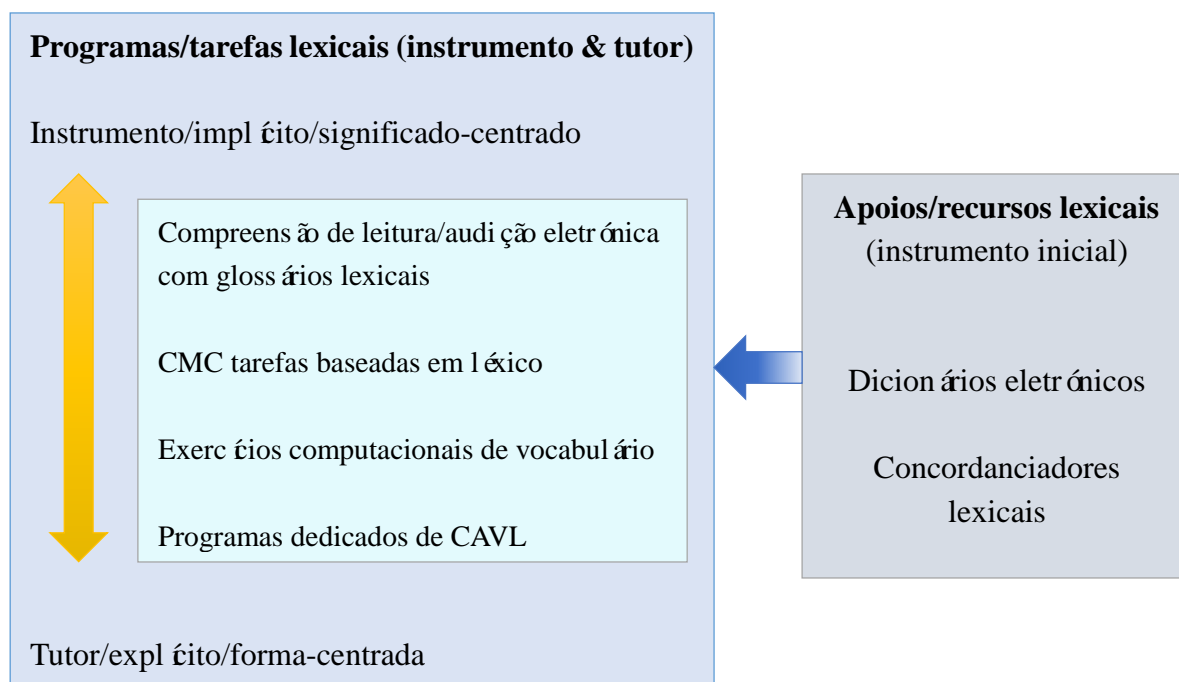 Programas/tarefas lexicais (instrumento & tutor)
Instrumento/implícito/significado-centrado
Compreensão de leitura/audição eletrónica
com glossários lexicais
CMC tarefas baseadas em léxico
Exercícios computacionais de vocabulário
Programas dedicados de CAVL
Tutor/explícito/forma-centrada
Apoios/recursos lexicais
(instrumento inicial)
Dicionários eletrónicos
Concordanciadores
lexicais